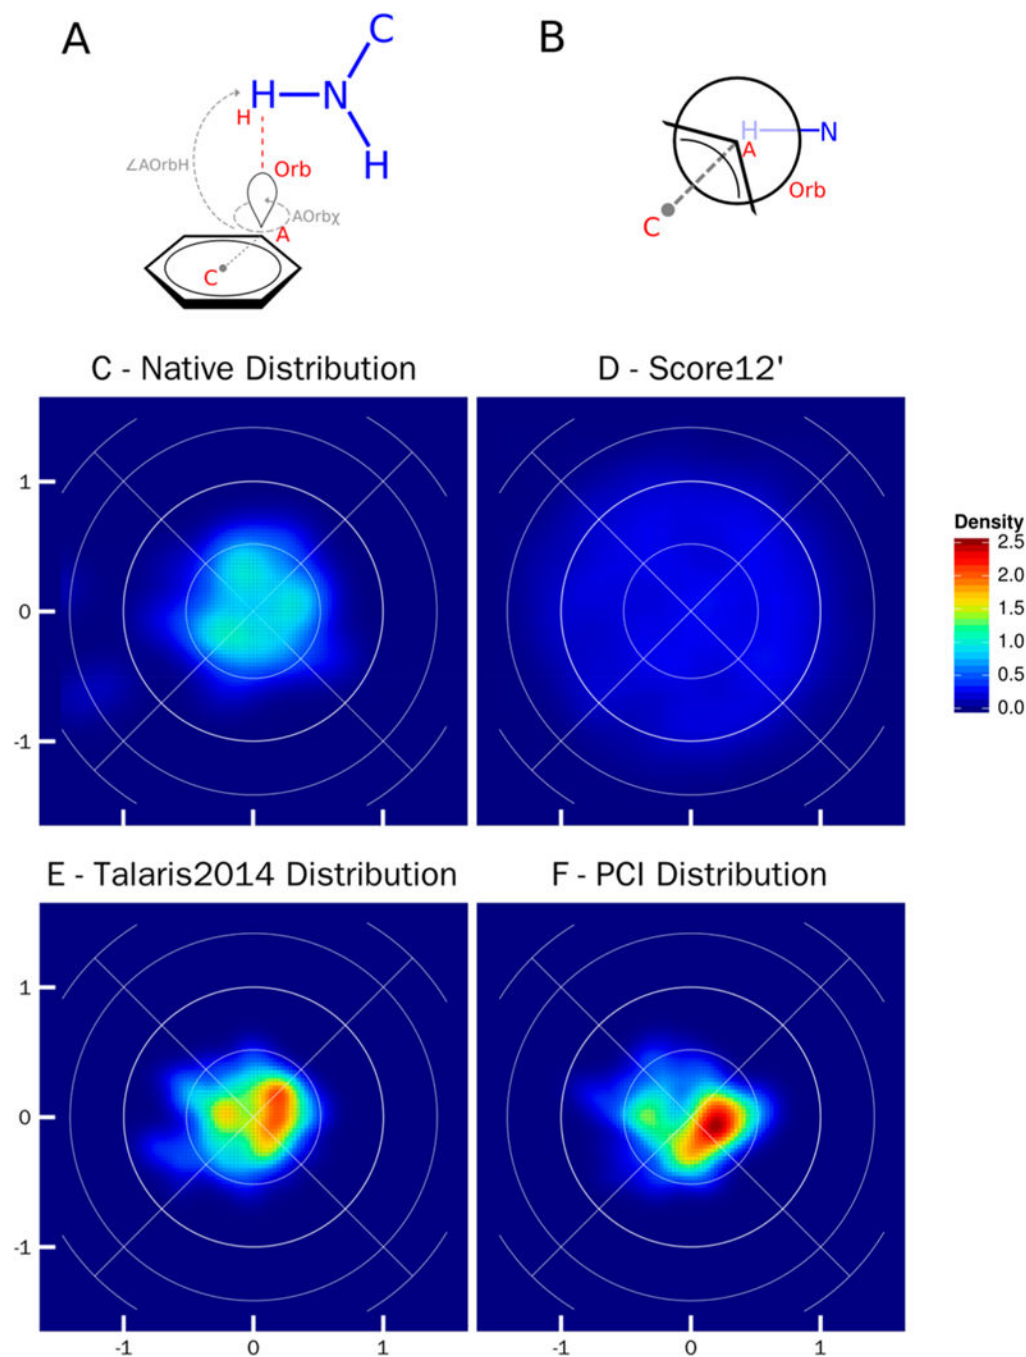 A
B
C
H
N
H
H
Orb
∠AOrbH
AOrbχ
A
C
H
N
A
Orb
C
C - Native Distribution
D - Score12'
1
0
-1
Density
2.5
2.0
1.5
1.0
0.5
0.0
E - Talaris2014 Distribution
F - PCI Distribution
1
0
-1
-1
0
1
-1
0
1